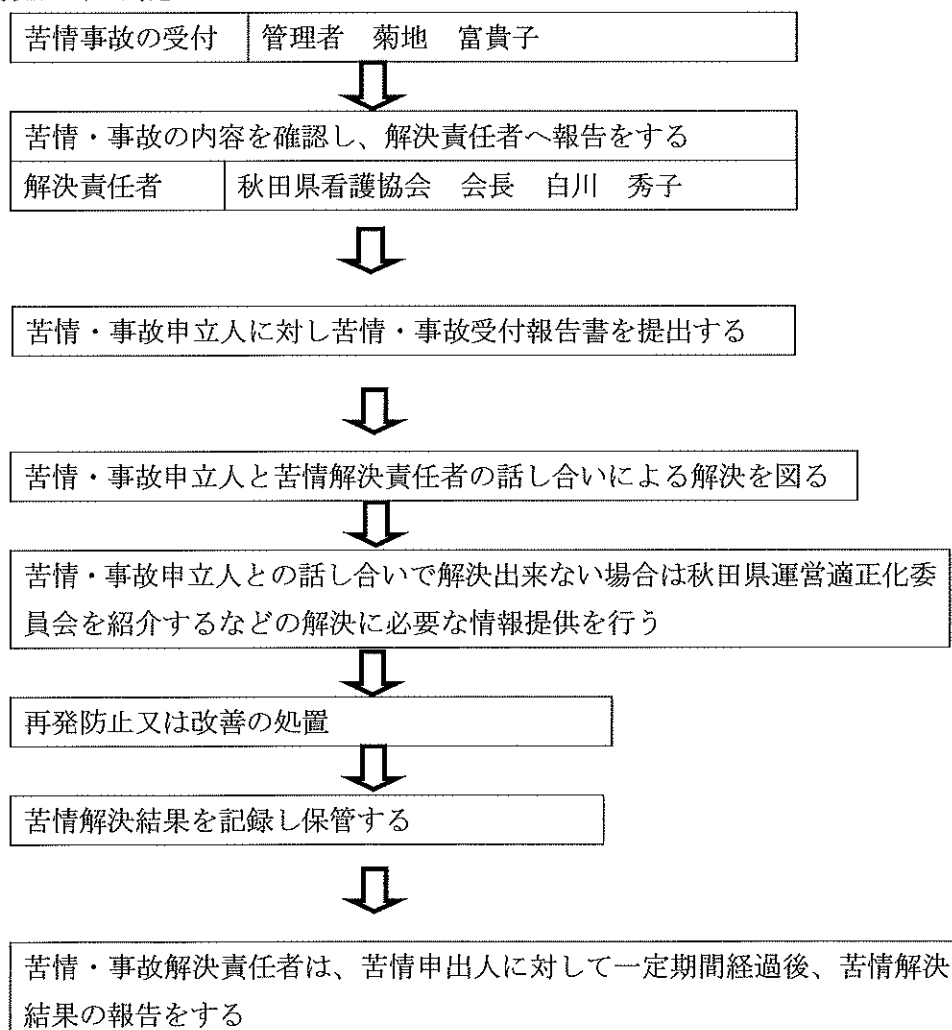 苦情事故の受付　管理者　菊地　富貴子
苦情・事故の内容を確認し、解決責任者へ報告をする
解決責任者　秋田県看護協会　会長　白川　秀子
苦情・事故申立人に対し苦情・事故受付報告書を提出する
苦情・事故申立人と苦情解決責任者の話し合いによる解決を図る
苦情・事故申立人との話し合いで解決出来ない場合は秋田県運営適正化委
員会を紹介するなどの解決に必要な情報提供を行う
再発防止又は改善の処置
苦情解決結果を記録し保管する
苦情・事故解決責任者は、苦情申出人に対して一定期間経過後、苦情解決
結果の報告をする